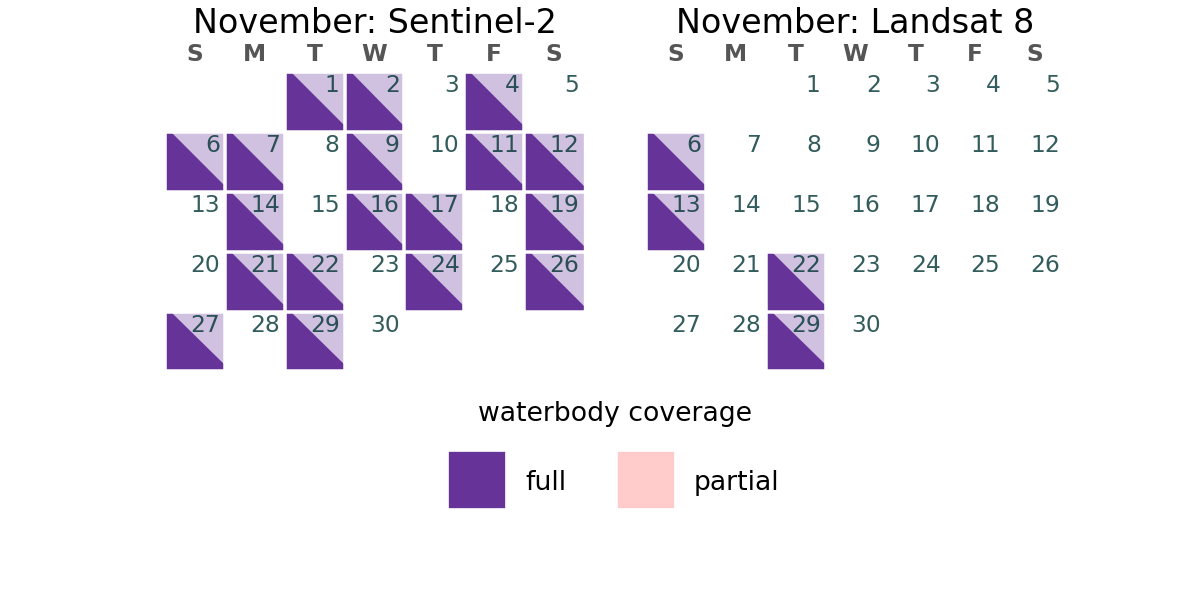 November: Sentinel-2
S M T W T F S
1 2 3 4 5
6 7 8 9 10 11 12
13 14 15 16 17 18 19
20 21 22 23 24 25 26
27 28 29 30
November: Landsat 8
S M T W T F S
1 2 3 4 5
6 7 8 9 10 11 12
13 14 15 16 17 18 19
20 21 22 23 24 25 26
27 28 29 30
waterbody coverage
full
partial